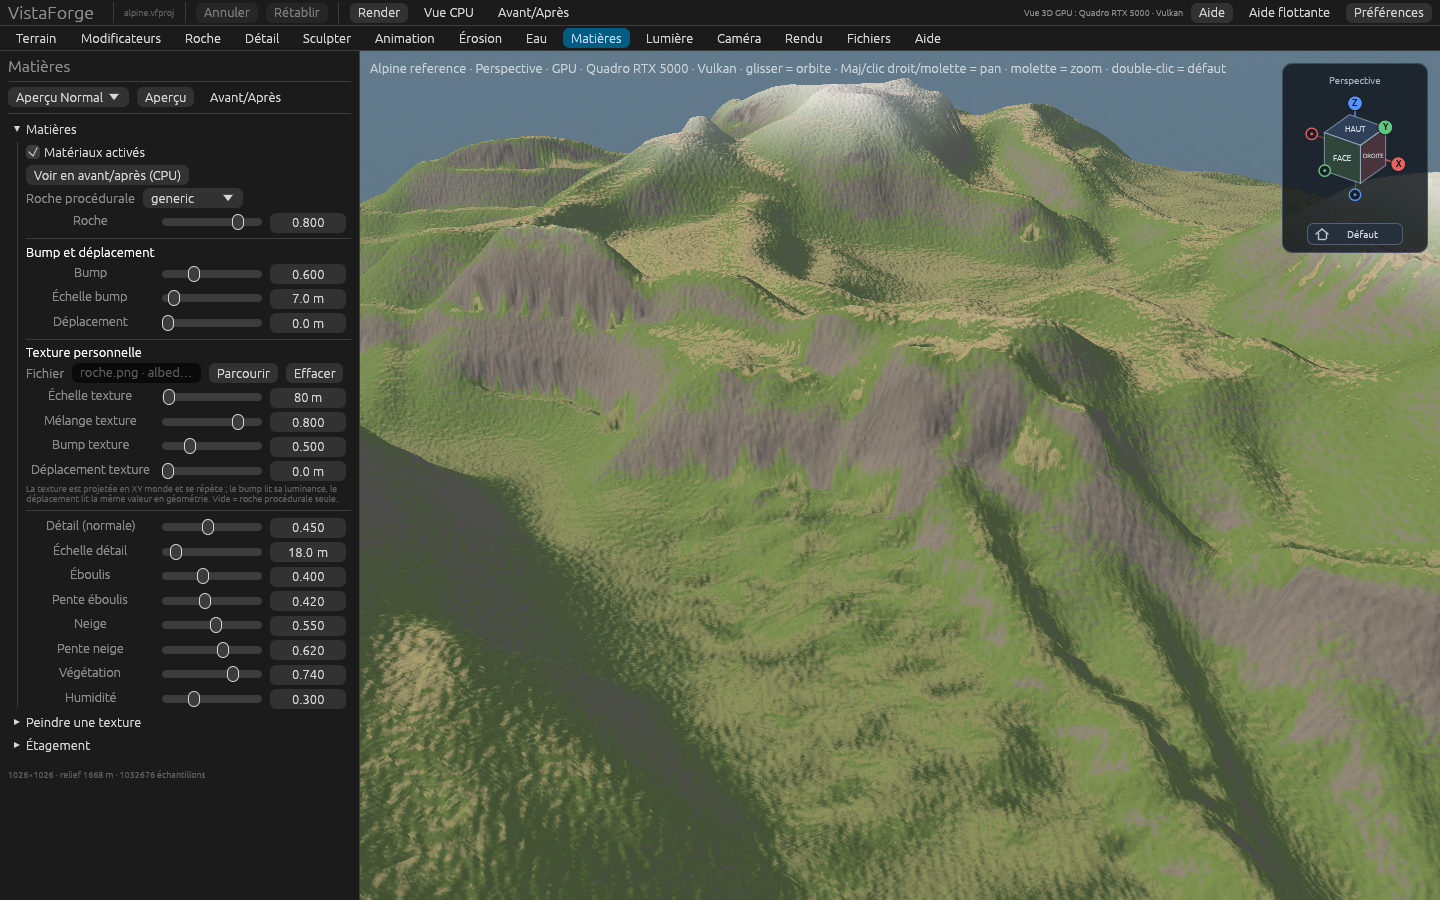 VistaForge alpine.vfproj Annuler Rétablir Render Vue CPU Avant/Après Vue 3D GPU : Quadro RTX 5000 · Vulkan Aide Aide flottante Préférences
Terrain Modificateurs Roche Détail Sculpter Animation Érosion Eau Matières Lumière Caméra Rendu Fichiers Aide
Matières
Alpine reference · Perspective · GPU · Quadro RTX 5000 · Vulkan · glisser = orbite · Maj/clic droit/molette = pan · molette = zoom · double-clic = défaut
Aperçu Normal Aperçu Avant/Après
Matières
Matériaux activés
Voir en avant/après (CPU)
Roche procédurale generic
Roche 0.800
Bump et déplacement
Bump 0.600
Échelle bump 7.0 m
Déplacement 0.0 m
Texture personnelle
Fichier roche.png · albed... Parcourir Effacer
Échelle texture 80 m
Mélange texture 0.800
Bump texture 0.500
Déplacement texture 0.0 m
La texture est projetée en XY monde et se répète ; le bump lit sa luminance, le
déplacement lit la même valeur en géométrie. Vide = roche procédurale seule.
Détail (normale) 0.450
Échelle détail 18.0 m
Éboulis 0.400
Pente éboulis 0.420
Neige 0.550
Pente neige 0.620
Végétation 0.740
Humidité 0.300
Peindre une texture
Étagement
1026×1026 · relief 1668 m · 1052676 échantillons
Perspective
Z
HAUT Y
FACE DROITE X
Défaut